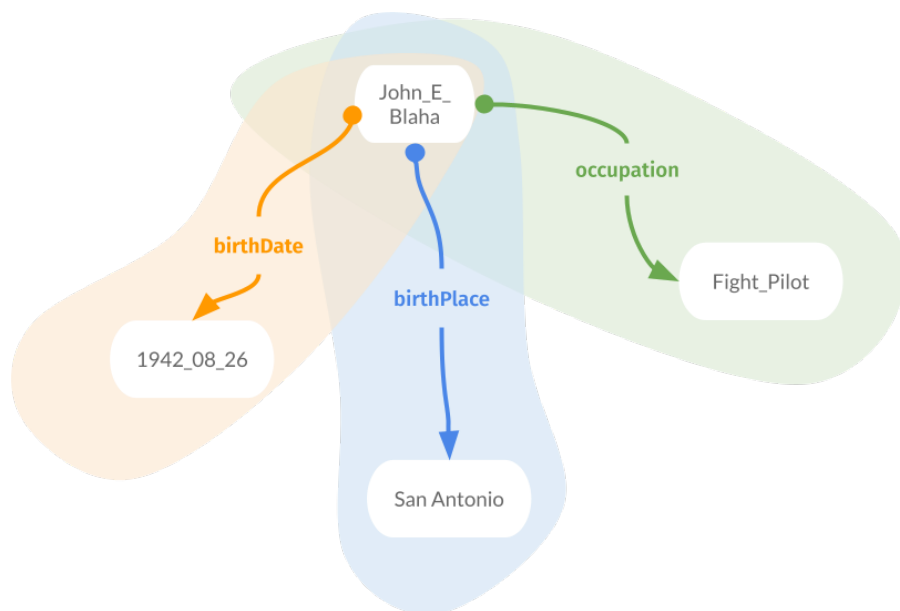 John_E_
Blaha
occupation
birthDate
Fight_Pilot
birthPlace
1942_08_26
San Antonio